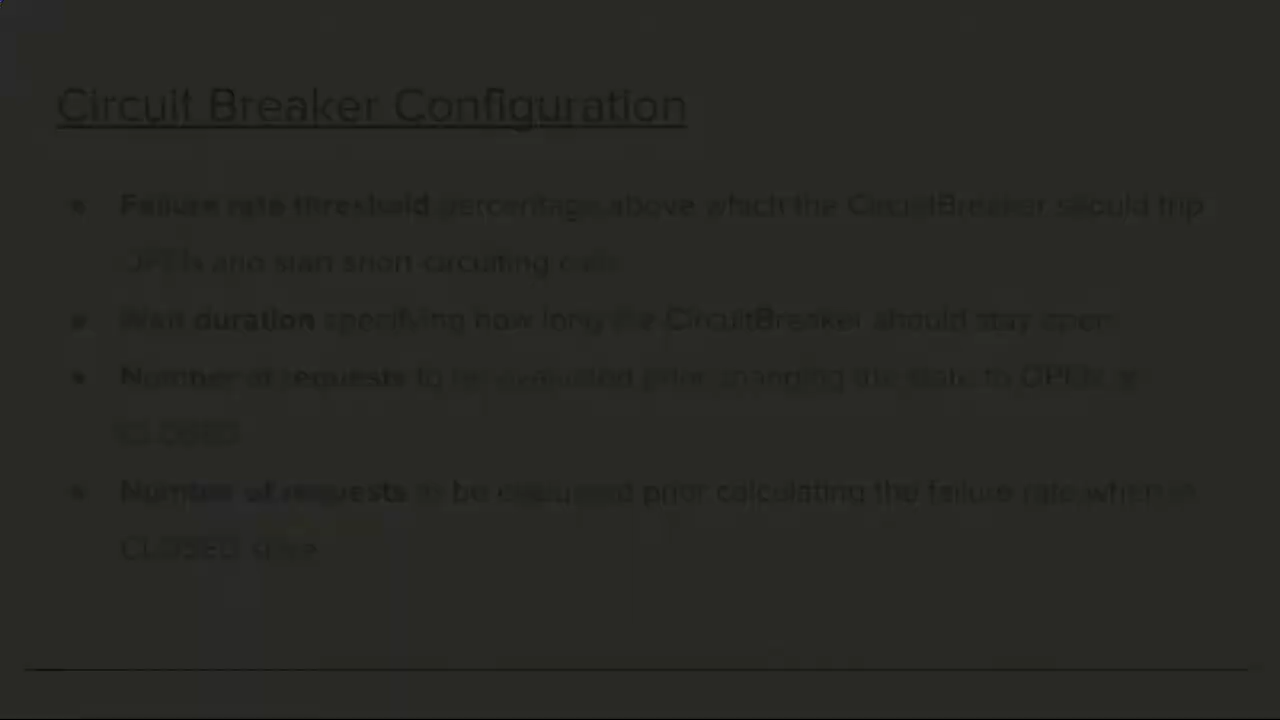 Circuit Breaker Configuration
● Failure rate threshold percentage above which the CircuitBreaker should trip
OPEN and start short-circuiting calls
● Wait duration specifying how long the CircuitBreaker should stay open
● Number of requests to be evaluated prior changing the state to OPEN or
CLOSED
● Number of requests to be evaluated prior calculating the failure rate when in
CLOSED state